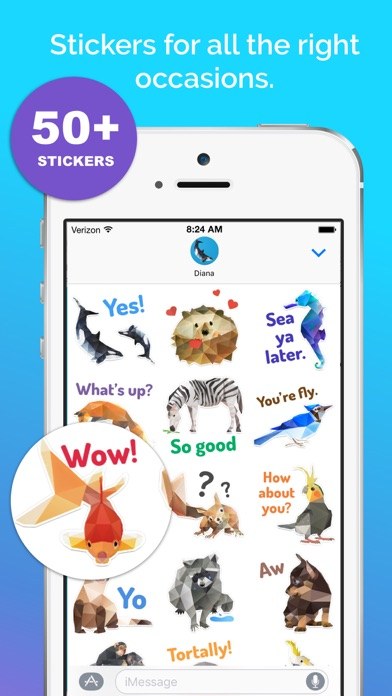 Stickers for all the right
occasions.
50+
STICKERS
Verizon
8:24 AM
Diana
Yes!
Sea
ya
later.
What's up?
So good
You're fly.
Wow!
? ?
How
about
you?
Yo
Aw
Tortally!
iMessage